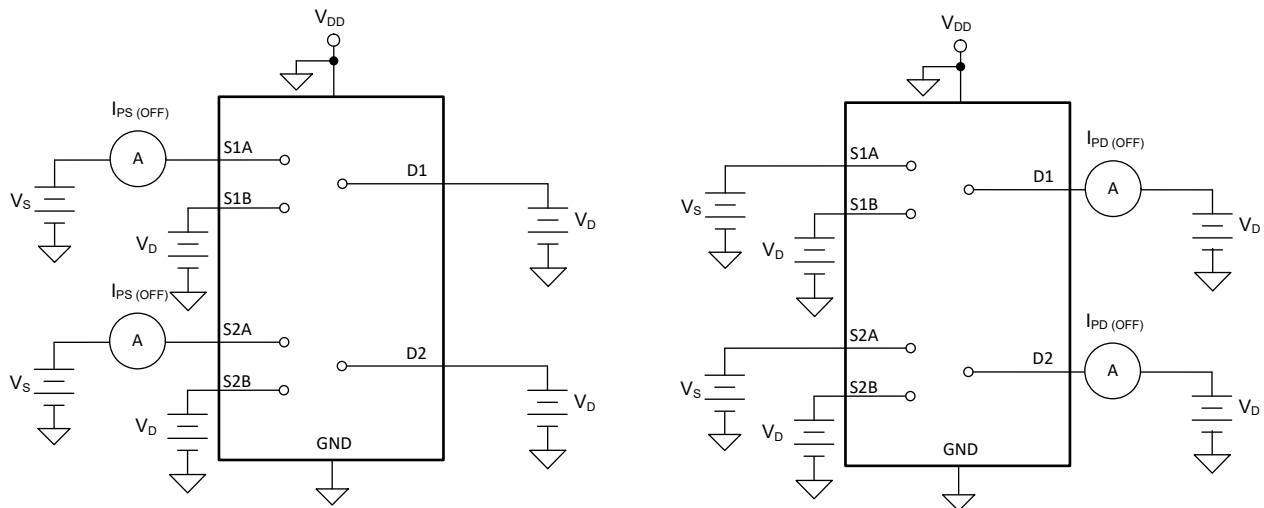 VDD
IPS (OFF)
A
S1A
D1
VS
S1B
VD
VD
IPS (OFF)
A
S2A
D2
VS
S2B
VD
VD
GND
VDD
S1A
IPD (OFF)
D1
A
VS
S1B
VD
VD
S2A
IPD (OFF)
D2
A
VS
S2B
VD
VD
GND